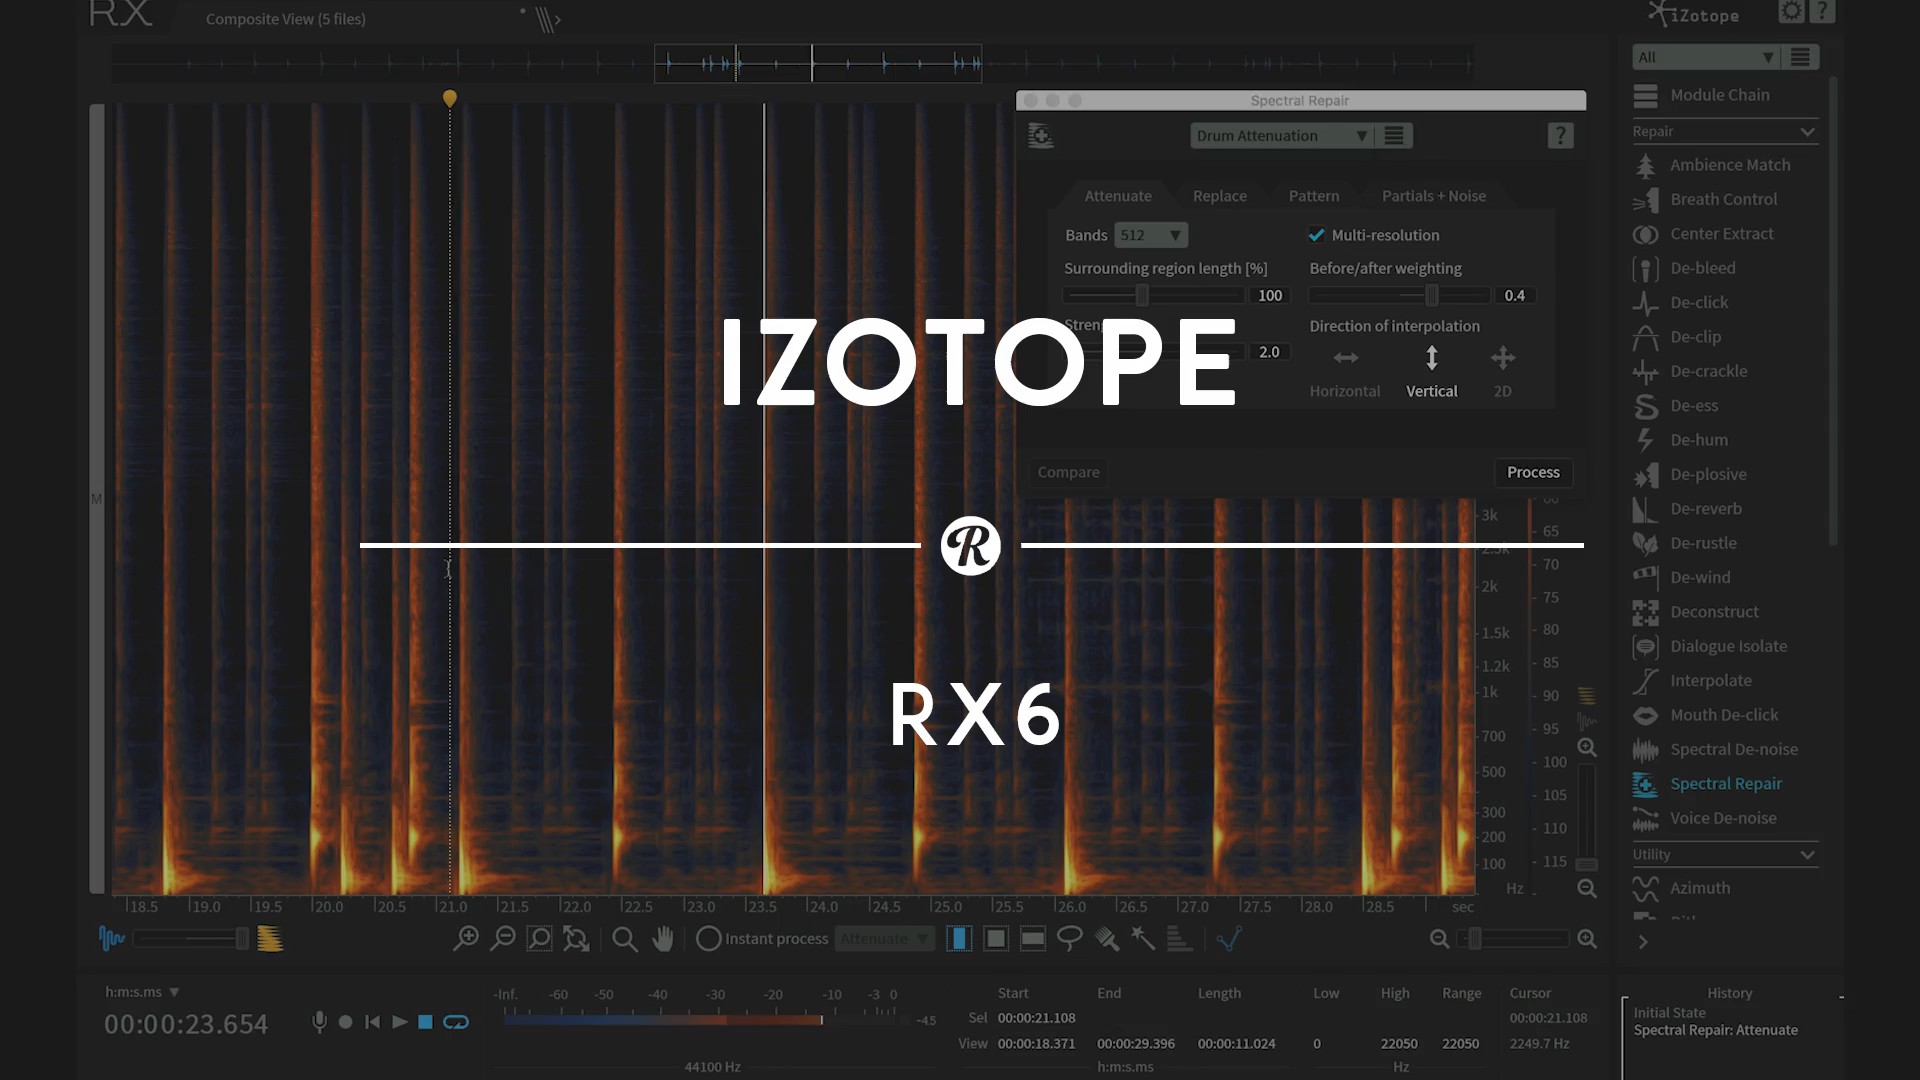 RX
Composite View (5 files)
iZotope
?
All
Module Chain
Repair
Ambience Match
Breath Control
Center Extract
De-bleed
De-click
De-clip
De-crackle
De-ess
De-hum
De-plosive
De-reverb
De-rustle
De-wind
Deconstruct
Dialogue Isolate
Interpolate
Mouth De-click
Spectral De-noise
Spectral Repair
Voice De-noise
Utility
Azimuth
Spectral Repair
Drum Attenuation
?
Attenuate Replace Pattern Partials + Noise
Bands 512
Multi-resolution
Surrounding region length [%]
100
Before/after weighting
0.4
2.0
Direction of interpolation
Horizontal Vertical 2D
Compare
Process
IZOTOPE
R
RX6
M
3k
2.5k
2k
1.5k
1.2k
1k
700
500
300
200
100
Hz
65
70
75
80
85
90
95
100
105
110
115
18.5 19.0 19.5 20.0 20.5 21.0 21.5 22.0 22.5 23.0 23.5 24.0 24.5 25.0 25.5 26.0 26.5 27.0 27.5 28.0 28.5 sec
Instant process Attenuate
h:m:s.ms
00:00:23.654
-Inf. -60 -50 -40 -30 -20 -10 -3 0
-45
44100 Hz
Start End Length Low High Range Cursor
Sel 00:00:21.108 00:00:21.108
View 00:00:18.371 00:00:29.396 00:00:11.024 0 22050 22050 2249.7 Hz
h:m:s.ms Hz
History
Initial State
Spectral Repair: Attenuate